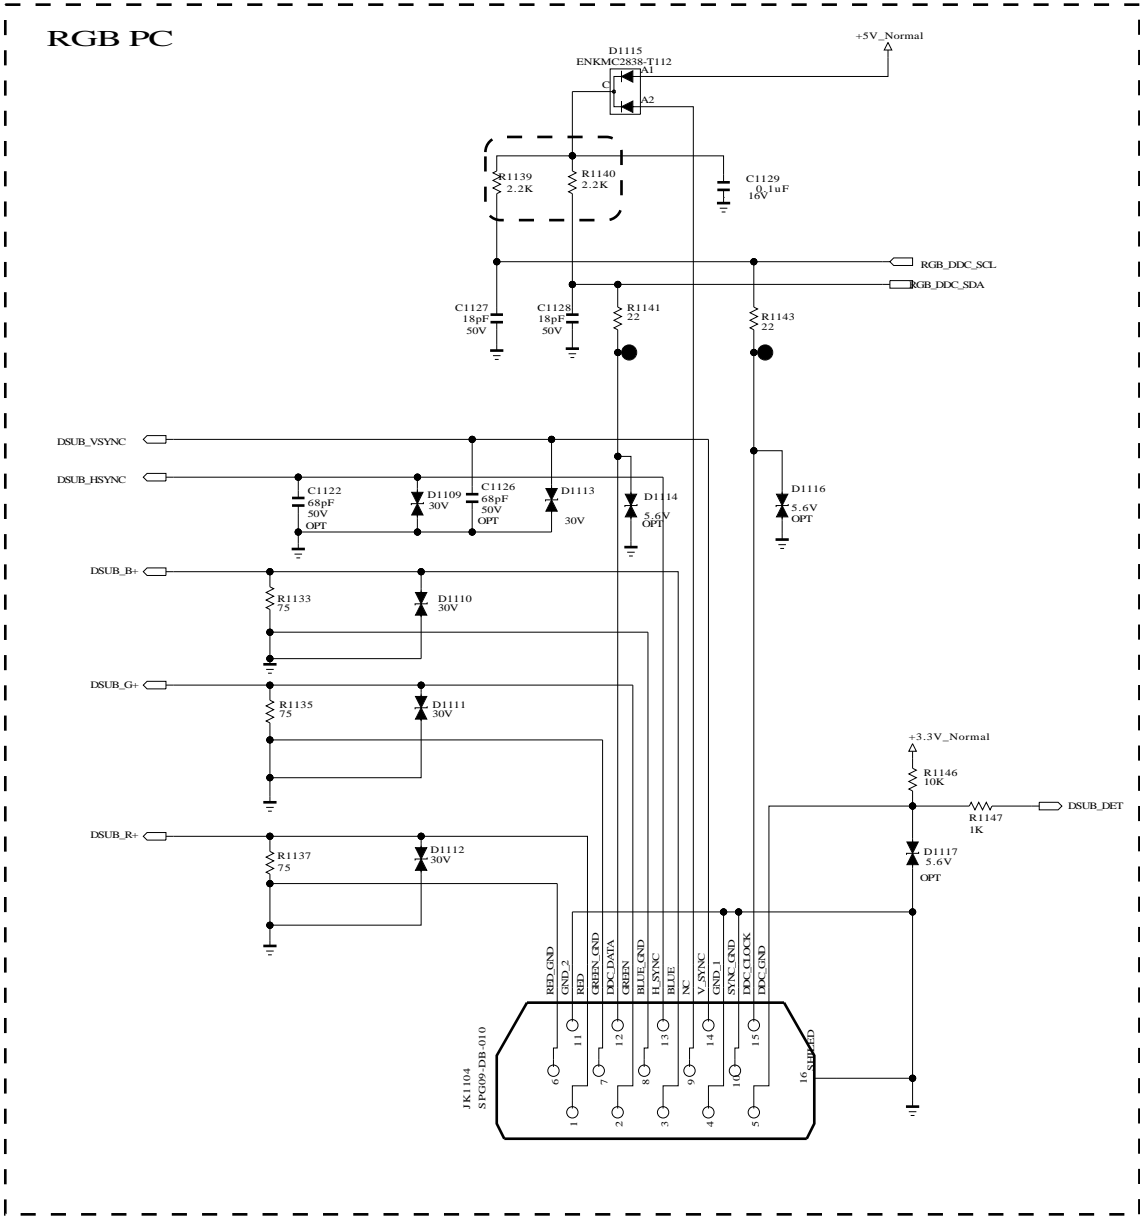 RGB PC
+5V_Normal
D1115
ENKMC2838-T112
A1
C
A2
R1139
2.2K
R1140
2.2K
C1129
0.1uF
16V
RGB_DDC_SCL
RGB_DDC_SDA
C1127
18pF
50V
C1128
18pF
50V
R1141
22
R1143
22
DSUB_VSYNC
DSUB_HSYNC
C1122
68pF
50V
OPT
D1109
30V
C1126
68pF
50V
OPT
D1113
30V
D1114
5.6V
OPT
D1116
5.6V
OPT
DSUB_B+
R1133
75
D1110
30V
DSUB_G+
R1135
75
D1111
30V
+3.3V_Normal
R1146
10K
R1147
1K
DSUB_DET
DSUB_R+
R1137
75
D1112
30V
D1117
5.6V
OPT
RED_GND
GND_2
RED
GREEN_GND
DDC_DATA
GREEN
BLUE_GND
H_SYNC
BLUE
NC
V_SYNC
GND_1
SYNC_GND
DDC_CLOCK
DDC_GND
JK1104
SPG09-DB-010
11
12
13
14
15
6
7
8
9
10
16
SHILED
1
2
3
4
5